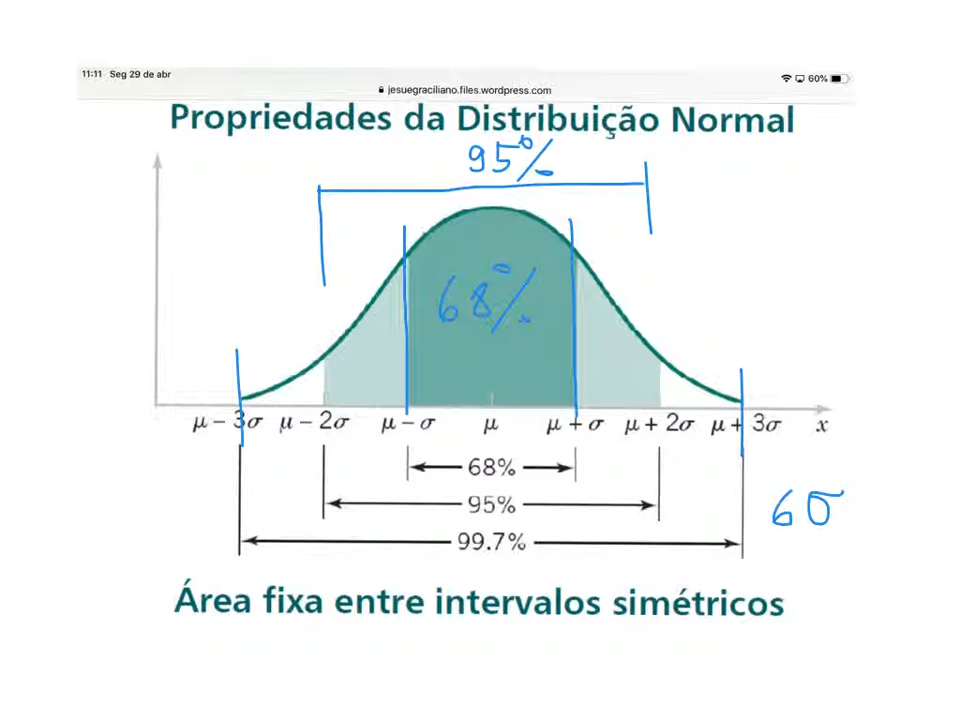 11:11 Seg 29 de abr 60%
jesuegraciliano.files.wordpress.com
Propriedades da Distribuição Normal
95%
68%
μ − 3σ μ − 2σ μ − σ μ μ + σ μ + 2σ μ + 3σ x
68%
95%
6σ
99.7%
Área fixa entre intervalos simétricos